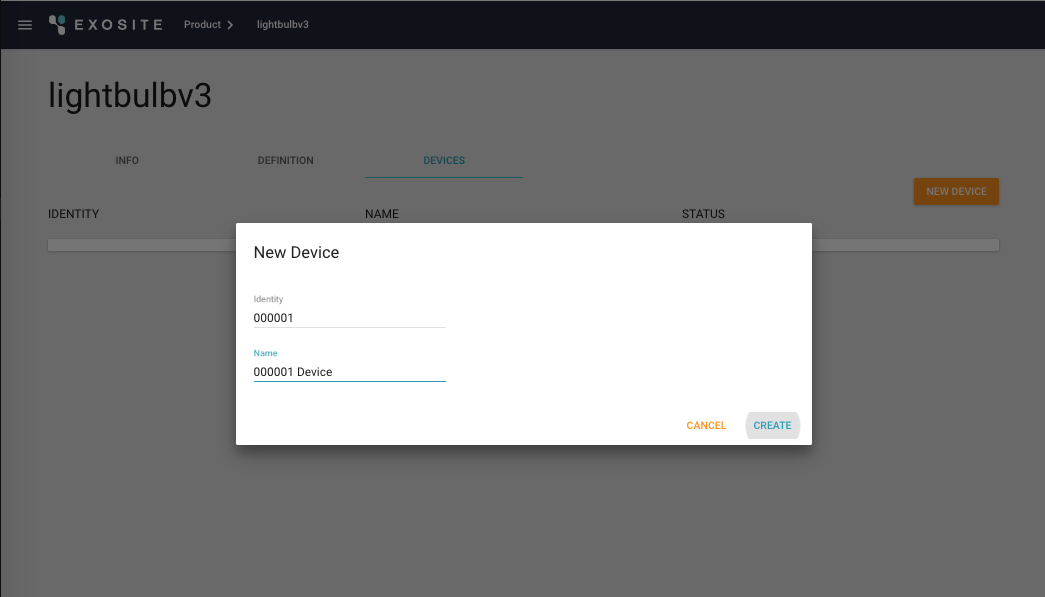 EXOSITE Product lightbulbv3
lightbulbv3
INFO DEFINITION DEVICES
NEW DEVICE
IDENTITY NAME STATUS
New Device
Identity
000001
Name
000001 Device
CANCEL CREATE